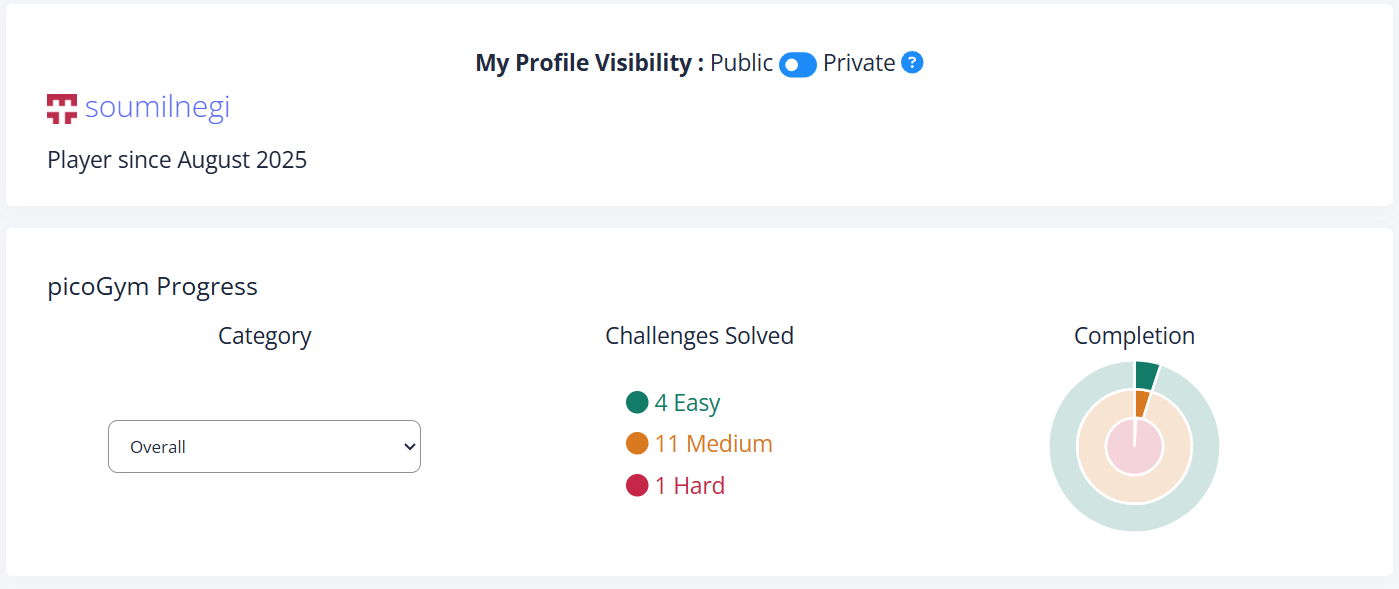 My Profile Visibility : Public Private ?
soumilnegi
Player since August 2025
picoGym Progress
Category Challenges Solved Completion
4 Easy
Overall
11 Medium
1 Hard